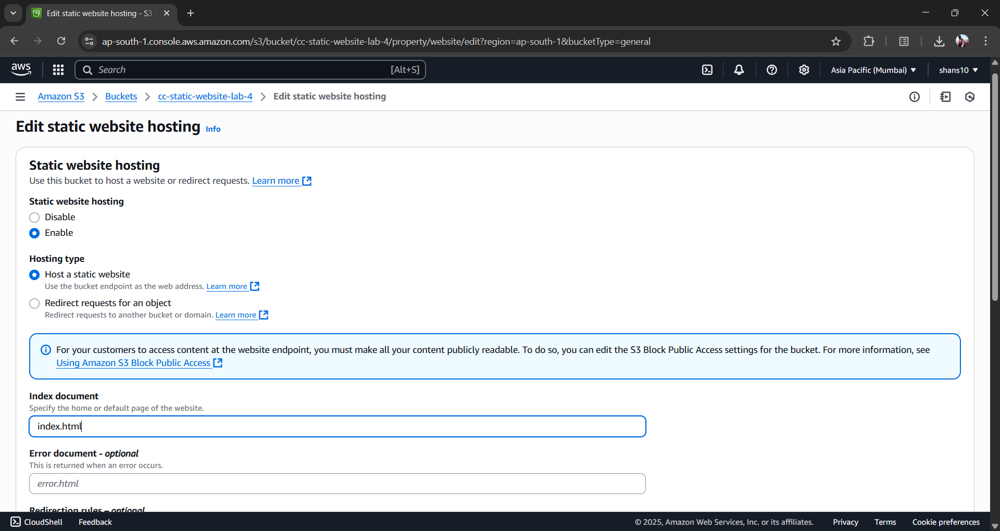 Edit static website hosting - S3
ap-south-1.console.aws.amazon.com/s3/bucket/cc-static-website-lab-4/property/website/edit?region=ap-south-1&bucketType=general
aws
Search [Alt+S]
Asia Pacific (Mumbai)
shans10
Amazon S3 > Buckets > cc-static-website-lab-4 > Edit static website hosting
Edit static website hosting Info
Static website hosting
Use this bucket to host a website or redirect requests. Learn more
Static website hosting
Disable
Enable
Hosting type
Host a static website
Use the bucket endpoint as the web address. Learn more
Redirect requests for an object
Redirect requests to another bucket or domain. Learn more
For your customers to access content at the website endpoint, you must make all your content publicly readable. To do so, you can edit the S3 Block Public Access settings for the bucket. For more information, see
Using Amazon S3 Block Public Access
Index document
Specify the home or default page of the website.
index.html
Error document - optional
This is returned when an error occurs.
error.html
Redirection rules – optional
CloudShell Feedback © 2025, Amazon Web Services, Inc. or its affiliates. Privacy Terms Cookie preferences